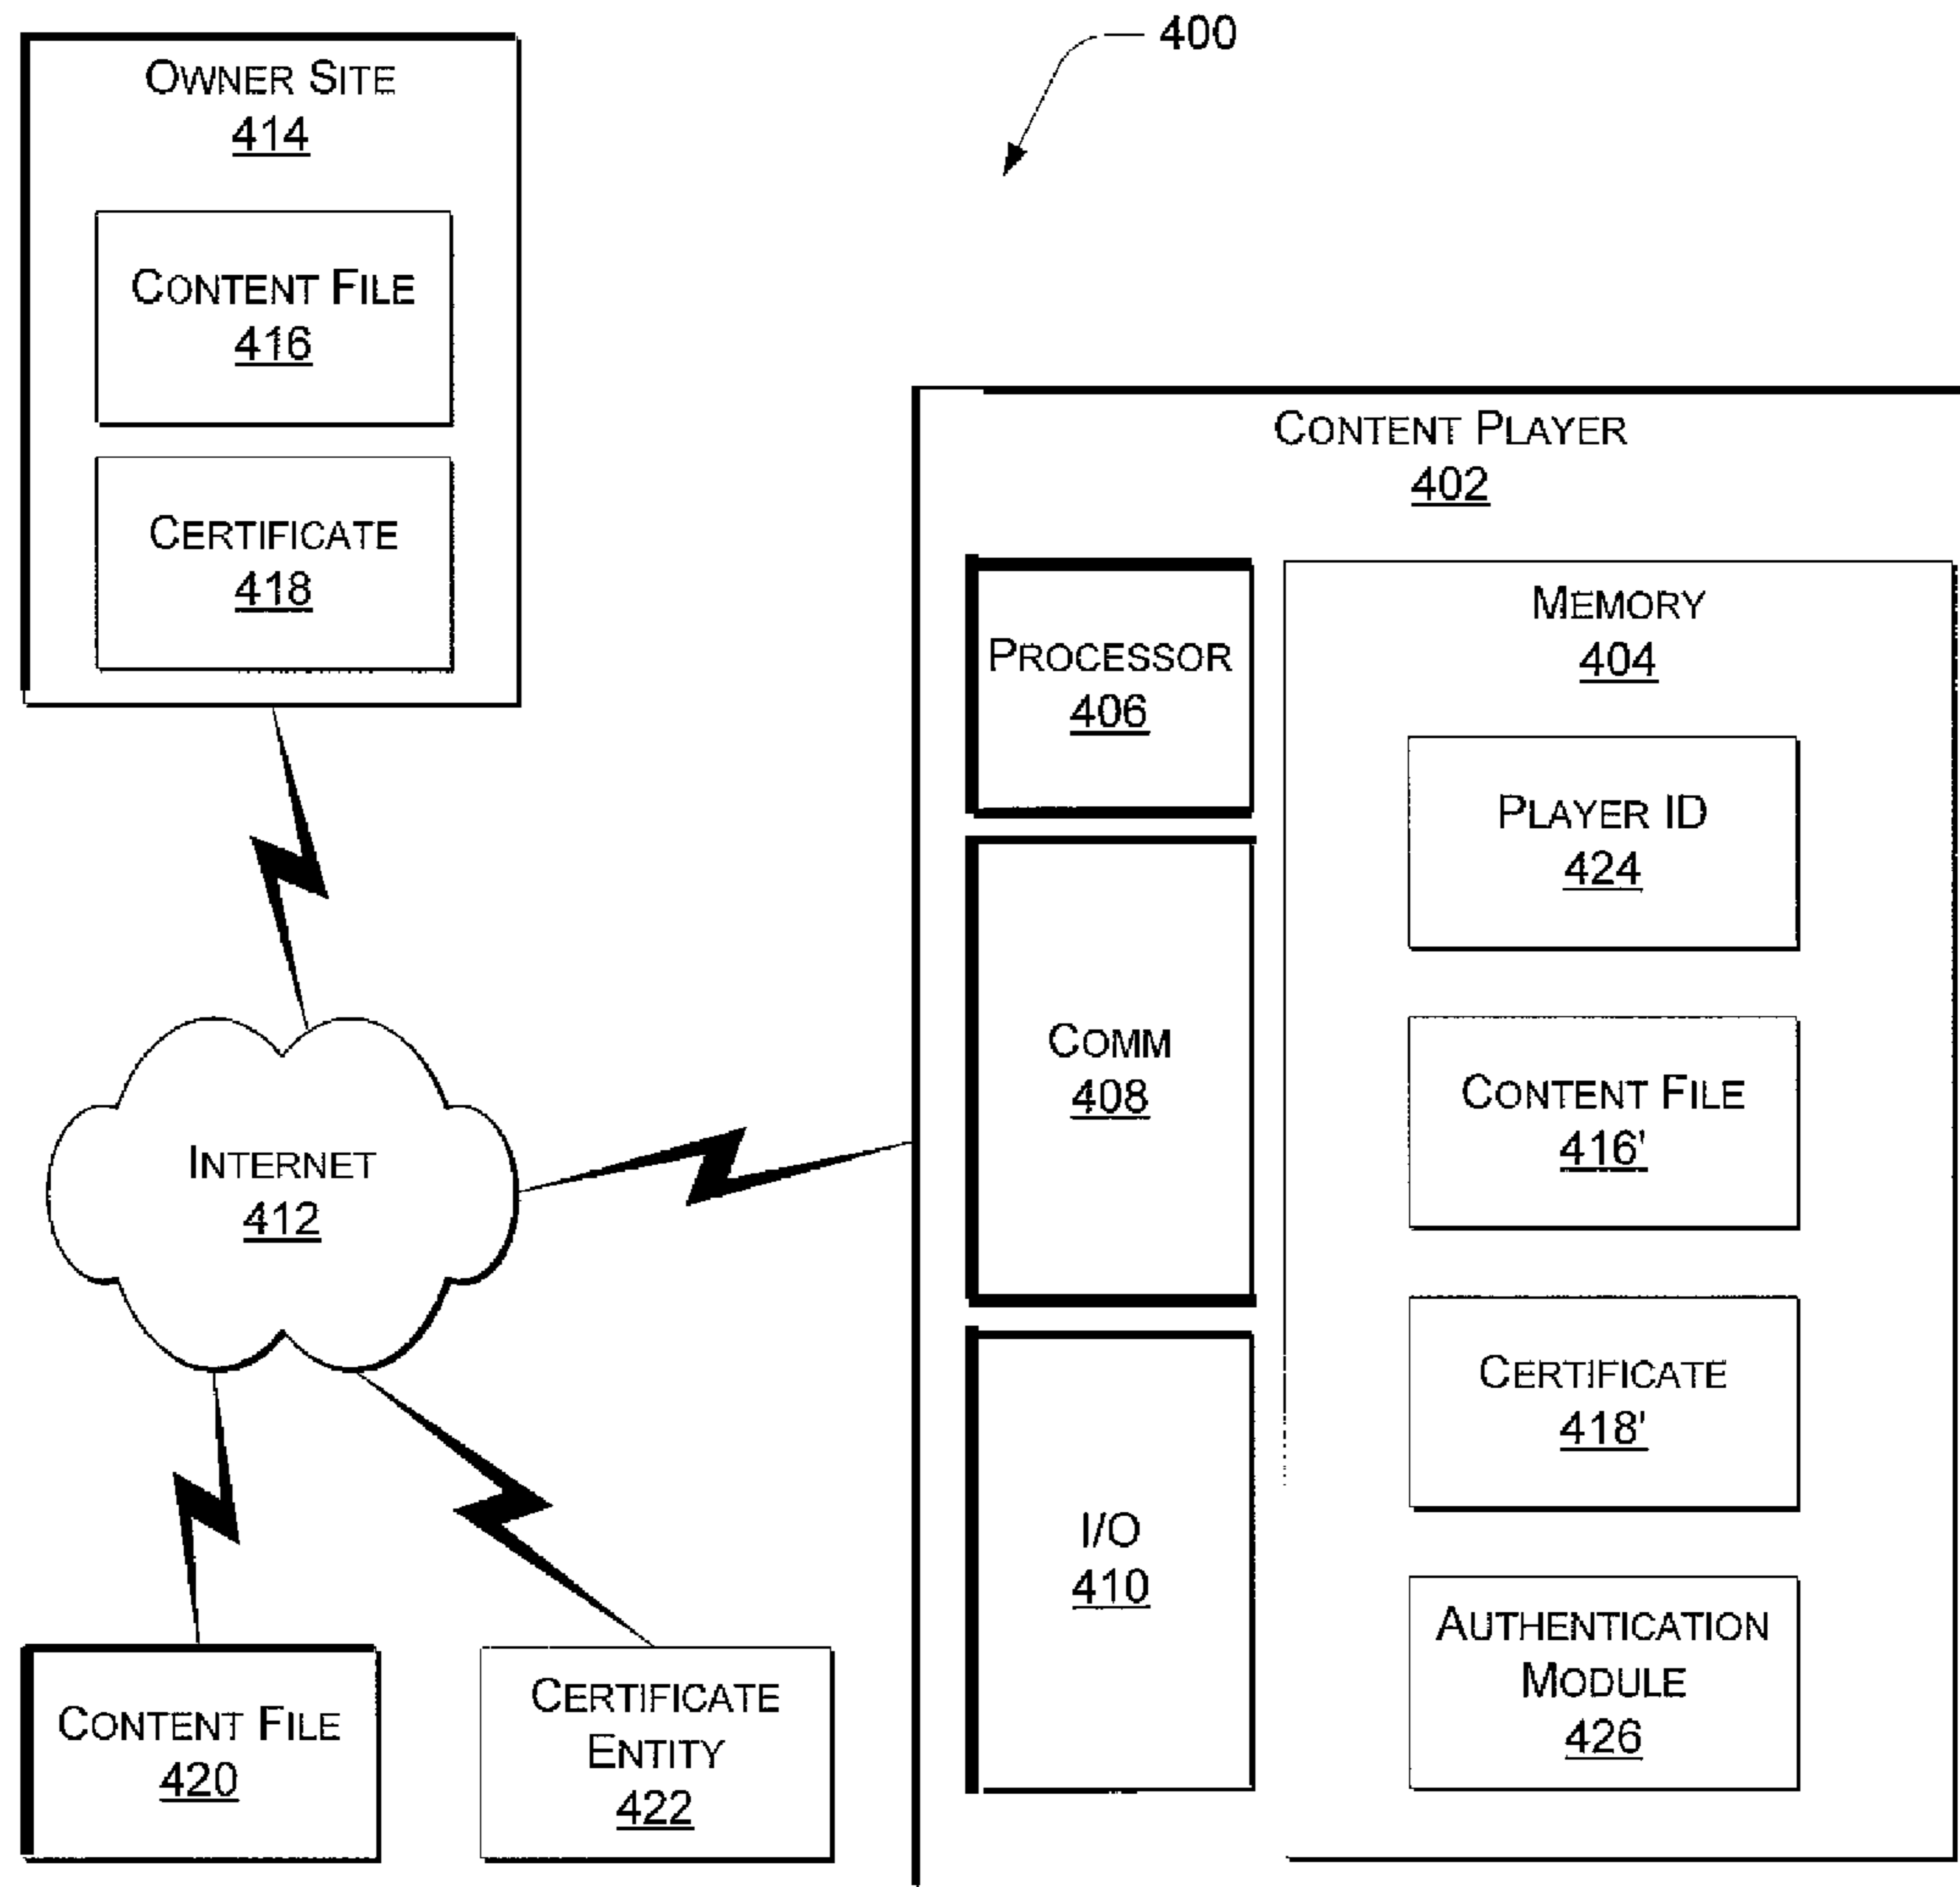 400
OWNER SITE
414
CONTENT FILE
416
CERTIFICATE
418
CONTENT PLAYER
402
PROCESSOR
406
COMM
408
I/O
410
MEMORY
404
PLAYER ID
424
CONTENT FILE
416'
CERTIFICATE
418'
AUTHENTICATION
MODULE
426
INTERNET
412
CONTENT FILE
420
CERTIFICATE
ENTITY
422